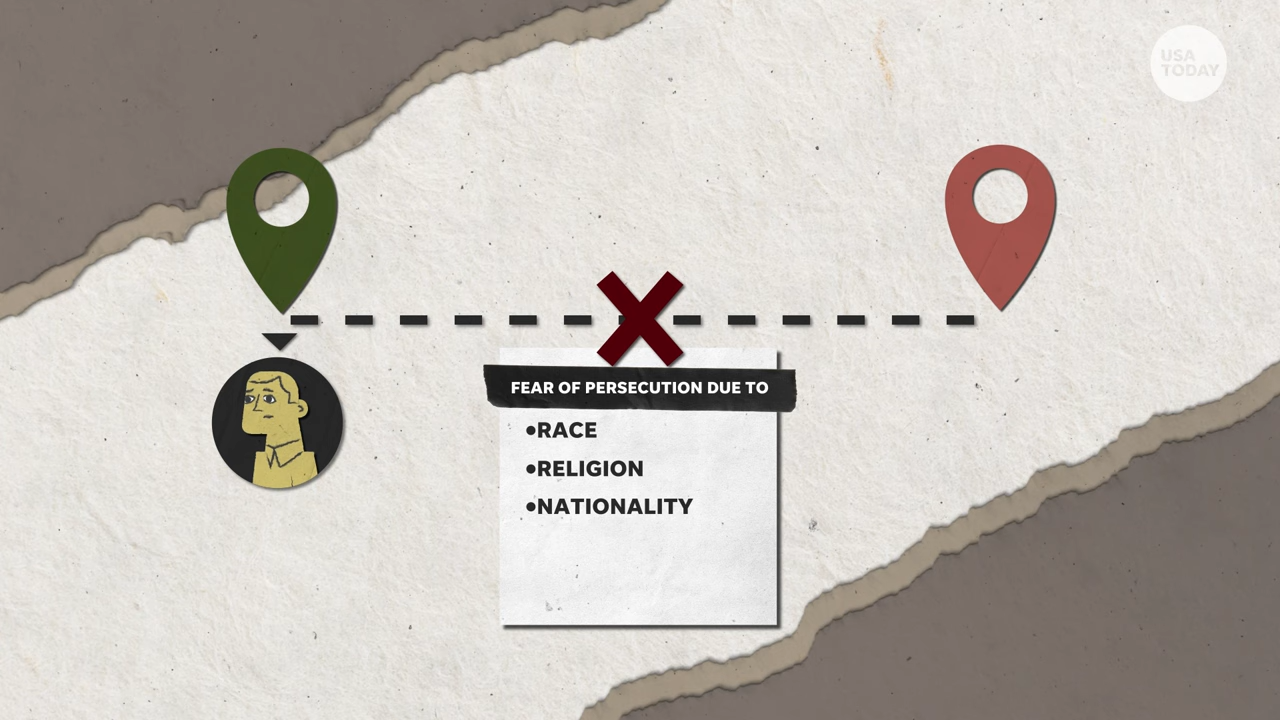 USA
TODAY
FEAR OF PERSECUTION DUE TO
•RACE
•RELIGION
•NATIONALITY